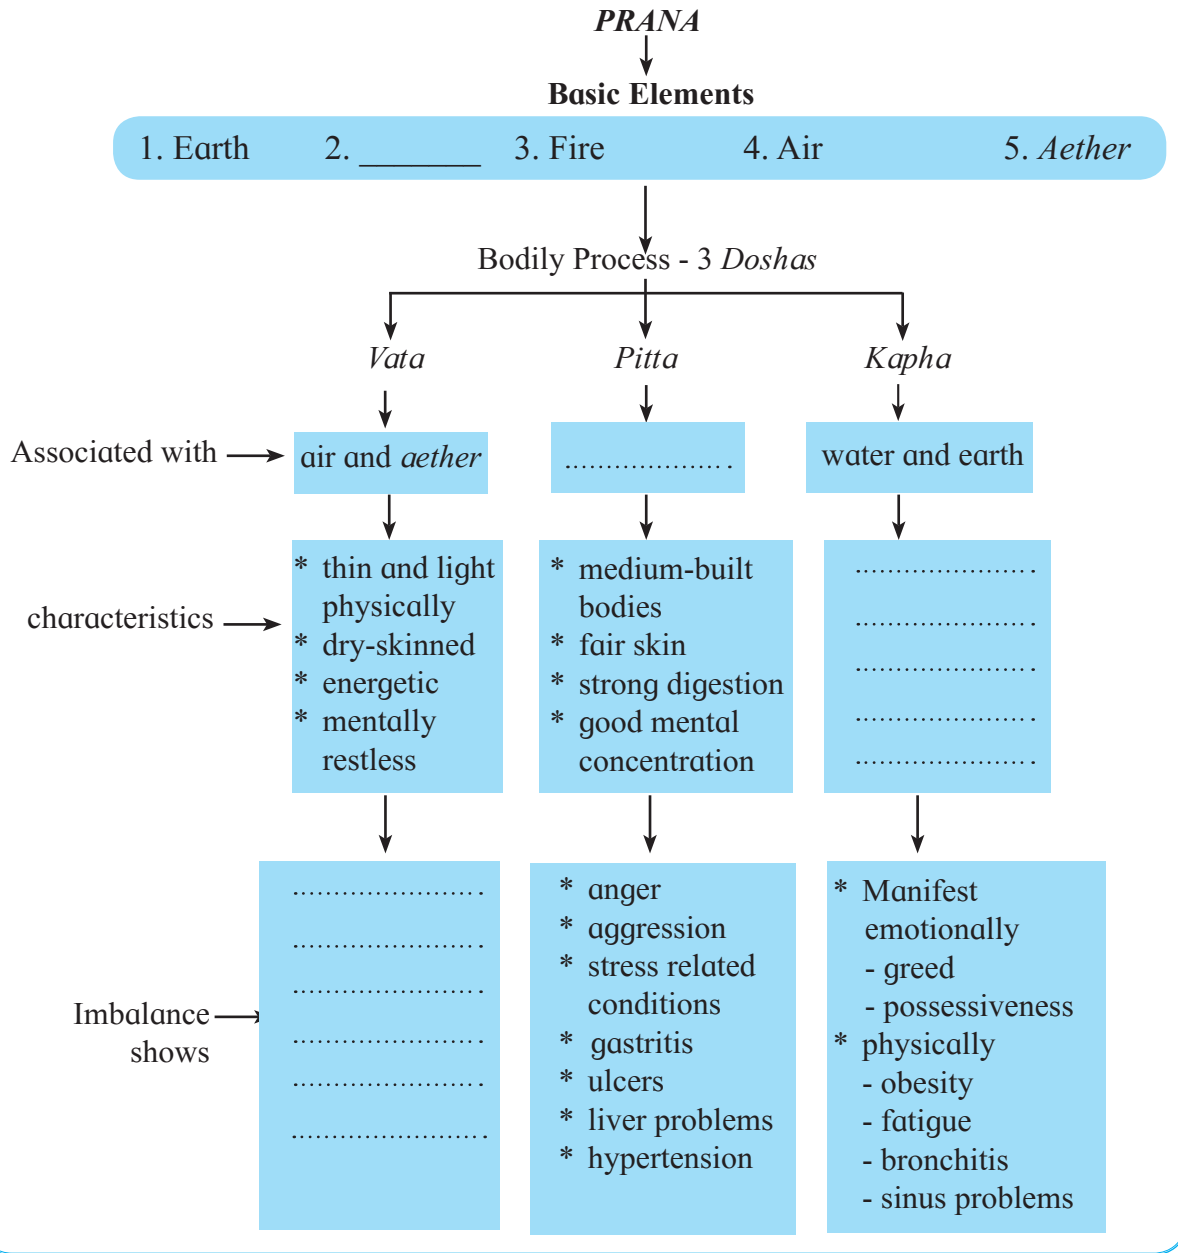 PRANA
Basic Elements
1. Earth 2. _______ 3. Fire 4. Air 5. Aether
Bodily Process - 3 Doshas
Vata Pitta Kapha
Associated with
air and aether
....................
water and earth
characteristics
* thin and light
physically
* dry-skinned
* energetic
* mentally
restless
* medium-built
bodies
* fair skin
* strong digestion
* good mental
concentration
......................
......................
......................
......................
......................
Imbalance
shows
.......................
.......................
.......................
.......................
.......................
........................
* anger
* aggression
* stress related
conditions
* gastritis
* ulcers
* liver problems
* hypertension
* Manifest
emotionally
- greed
- possessiveness
* physically
- obesity
- fatigue
- bronchitis
- sinus problems